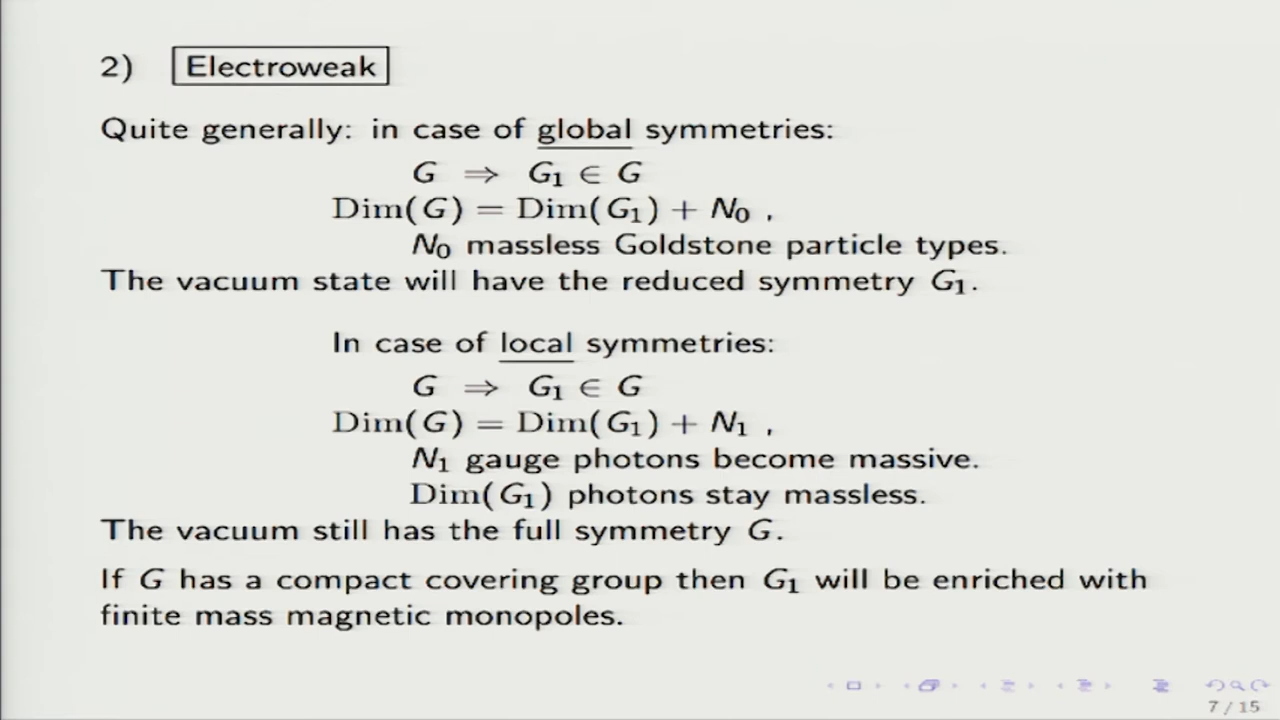 2) Electroweak
Quite generally: in case of global symmetries:
G ⇒ G₁ ∈ G
Dim(G) = Dim(G₁) + N₀ ,
N₀ massless Goldstone particle types.
The vacuum state will have the reduced symmetry G₁.
In case of local symmetries:
G ⇒ G₁ ∈ G
Dim(G) = Dim(G₁) + N₁ ,
N₁ gauge photons become massive.
Dim(G₁) photons stay massless.
The vacuum still has the full symmetry G.
If G has a compact covering group then G₁ will be enriched with
finite mass magnetic monopoles.
7 / 15